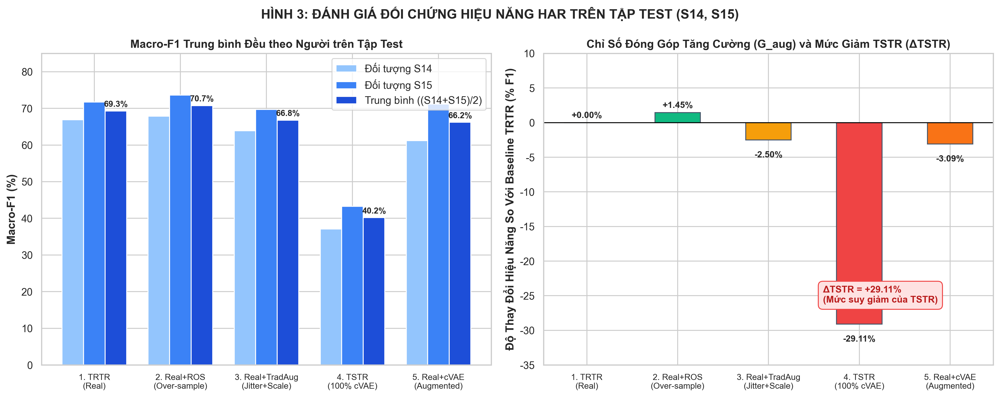 HÌNH 3: ĐÁNH GIÁ ĐỐI CHỨNG HIỆU NĂNG HAR TRÊN TẬP TEST (S14, S15)
Macro-F1 Trung bình Đều theo Người trên Tập Test
Macro-F1 (%)
80
70
60
50
40
30
20
10
0
Đối tượng S14
Đối tượng S15
Trung bình ((S14+S15)/2)
69.3%
70.7%
66.8%
40.2%
66.2%
1. TRTR
(Real)
2. Real+ROS
(Over-sample)
3. Real+TradAug
(Jitter+Scale)
4. TSTR
(100% cVAE)
5. Real+cVAE
(Augmented)
Chỉ Số Đóng Góp Tăng Cường (G_aug) và Mức Giảm TSTR (ΔTSTR)
Độ Thay Đổi Hiệu Năng So Với Baseline TRTR (% F1)
10
5
0
-5
-10
-15
-20
-25
-30
-35
+0.00%
+1.45%
-2.50%
-29.11%
-3.09%
ΔTSTR = +29.11%
(Mức suy giảm của TSTR)
1. TRTR
(Real)
2. Real+ROS
(Over-sample)
3. Real+TradAug
(Jitter+Scale)
4. TSTR
(100% cVAE)
5. Real+cVAE
(Augmented)